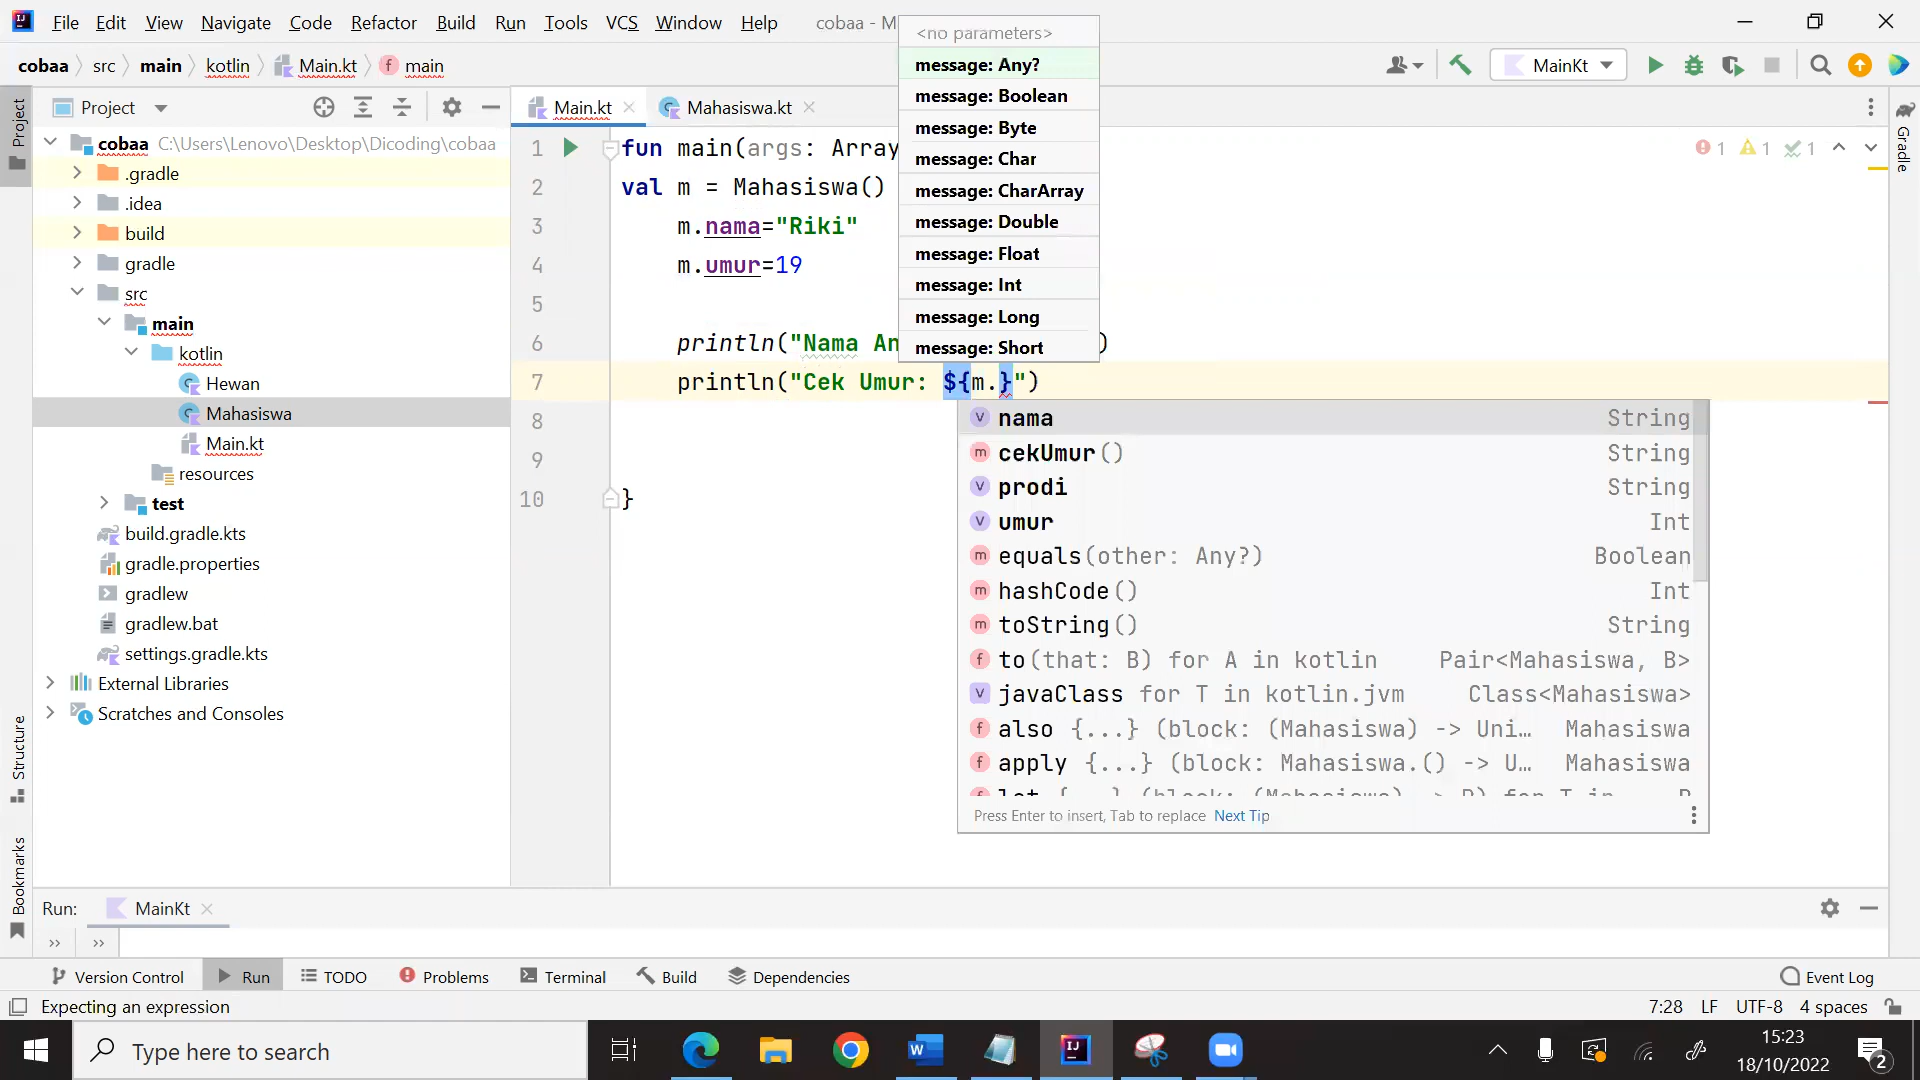 File Edit View Navigate Code Refactor Build Run Tools VCS Window Help cobaa - M
<no parameters>
message: Any?
message: Boolean
message: Byte
message: Char
message: CharArray
message: Double
message: Float
message: Int
message: Long
message: Short
cobaa src main kotlin Main.kt main
MainKt
Project
Main.kt Mahasiswa.kt
cobaa C:\Users\Lenovo\Desktop\Dicoding\cobaa
.gradle
.idea
build
gradle
src
main
kotlin
Hewan
Mahasiswa
Main.kt
resources
test
build.gradle.kts
gradle.properties
gradlew
gradlew.bat
settings.gradle.kts
External Libraries
Scratches and Consoles
Project
Structure
Bookmarks
Gradle
1 1 1
1 fun main(args: Array
2 val m = Mahasiswa()
3 m.nama="Riki"
4 m.umur=19
5
6 println("Nama An )
7 println("Cek Umur: ${m.}")
8
9
10 }
nama String
cekUmur() String
prodi String
umur Int
equals(other: Any?) Boolean
hashCode() Int
toString() String
to(that: B) for A in kotlin Pair<Mahasiswa, B>
javaClass for T in kotlin.jvm Class<Mahasiswa>
also {...} (block: (Mahasiswa) -> Uni... Mahasiswa
apply {...} (block: Mahasiswa.() -> U... Mahasiswa
Press Enter to insert, Tab to replace Next Tip
Run: MainKt
Version Control Run TODO Problems Terminal Build Dependencies Event Log
Expecting an expression 7:28 LF UTF-8 4 spaces
Type here to search
15:23
18/10/2022
2